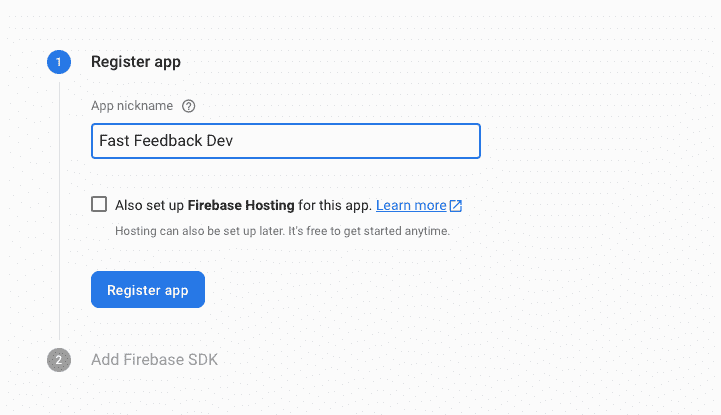 1 Register app
App nickname ?
Fast Feedback Dev
Also set up Firebase Hosting for this app. Learn more
Hosting can also be set up later. It's free to get started anytime.
Register app
2 Add Firebase SDK